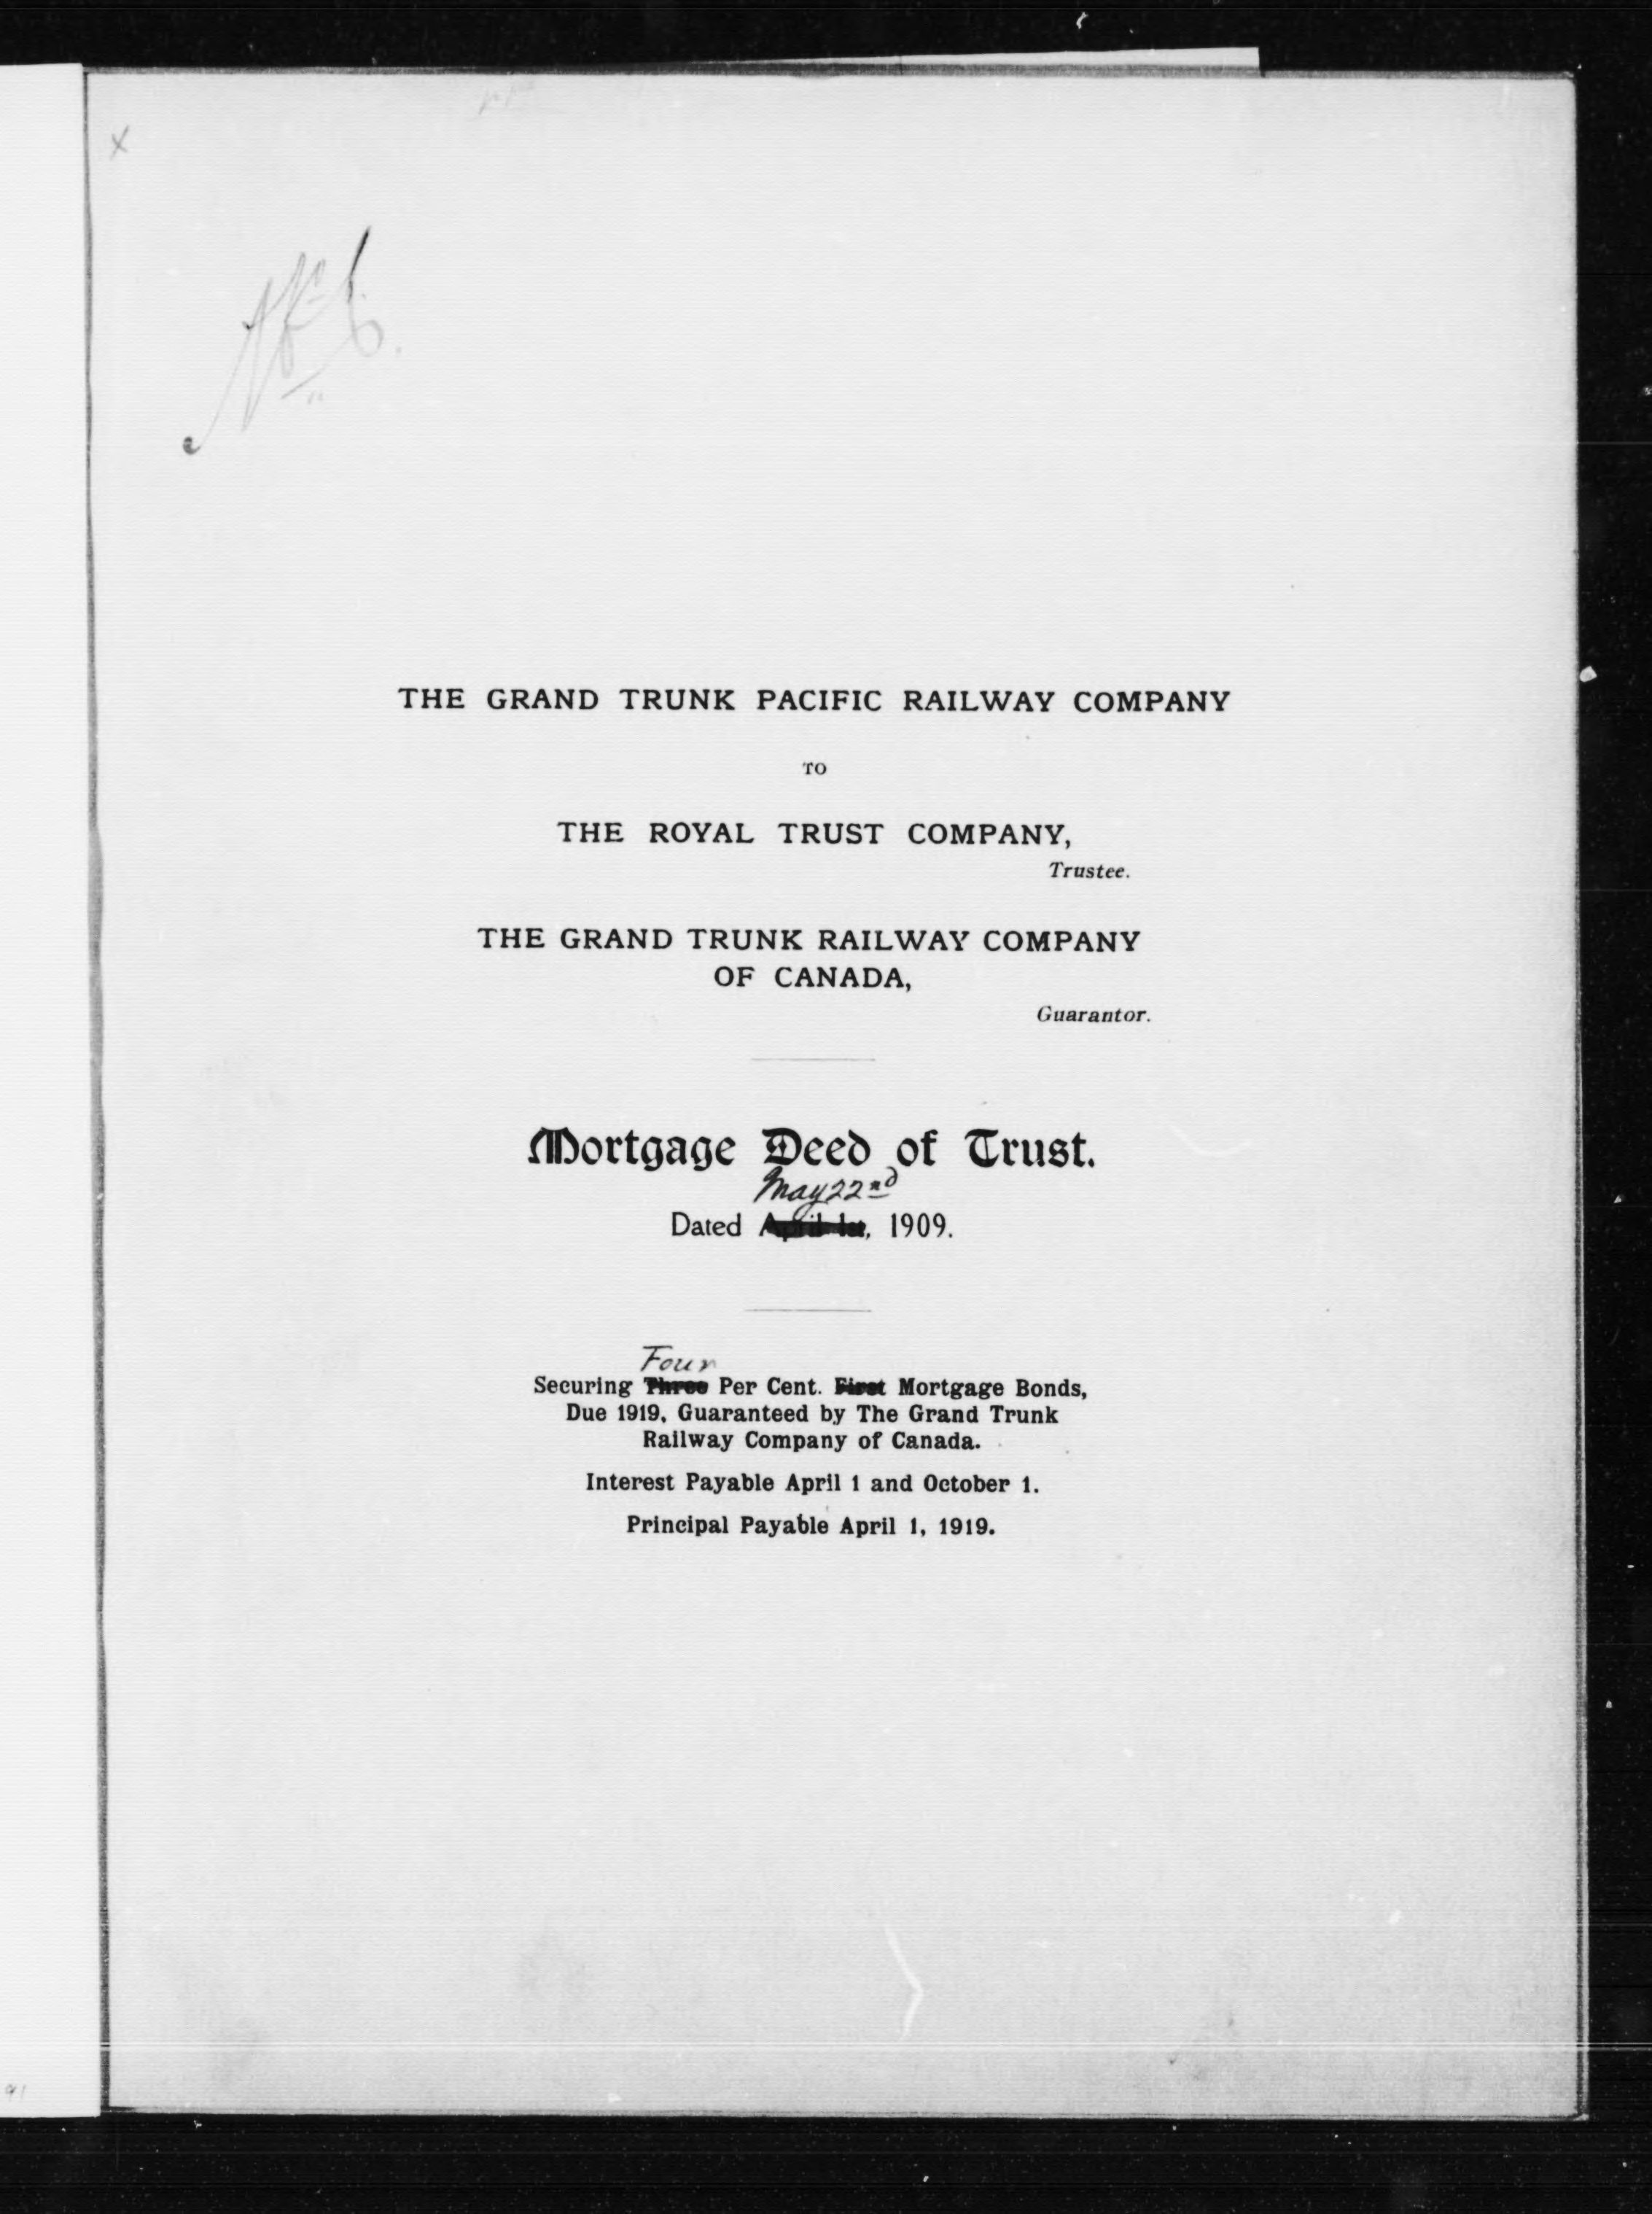 THE GRAND TRUNK PACIFIC RAILWAY COMPANY
TO
THE ROYAL TRUST COMPANY,
Trustee.
THE GRAND TRUNK RAILWAY COMPANY
OF CANADA,
Guarantor.
Mortgage Deed of Trust.
May 22nd
Dated April 1st, 1909.
Four
Securing Three Per Cent. First Mortgage Bonds,
Due 1919, Guaranteed by The Grand Trunk
Railway Company of Canada.
Interest Payable April 1 and October 1.
Principal Payable April 1, 1919.